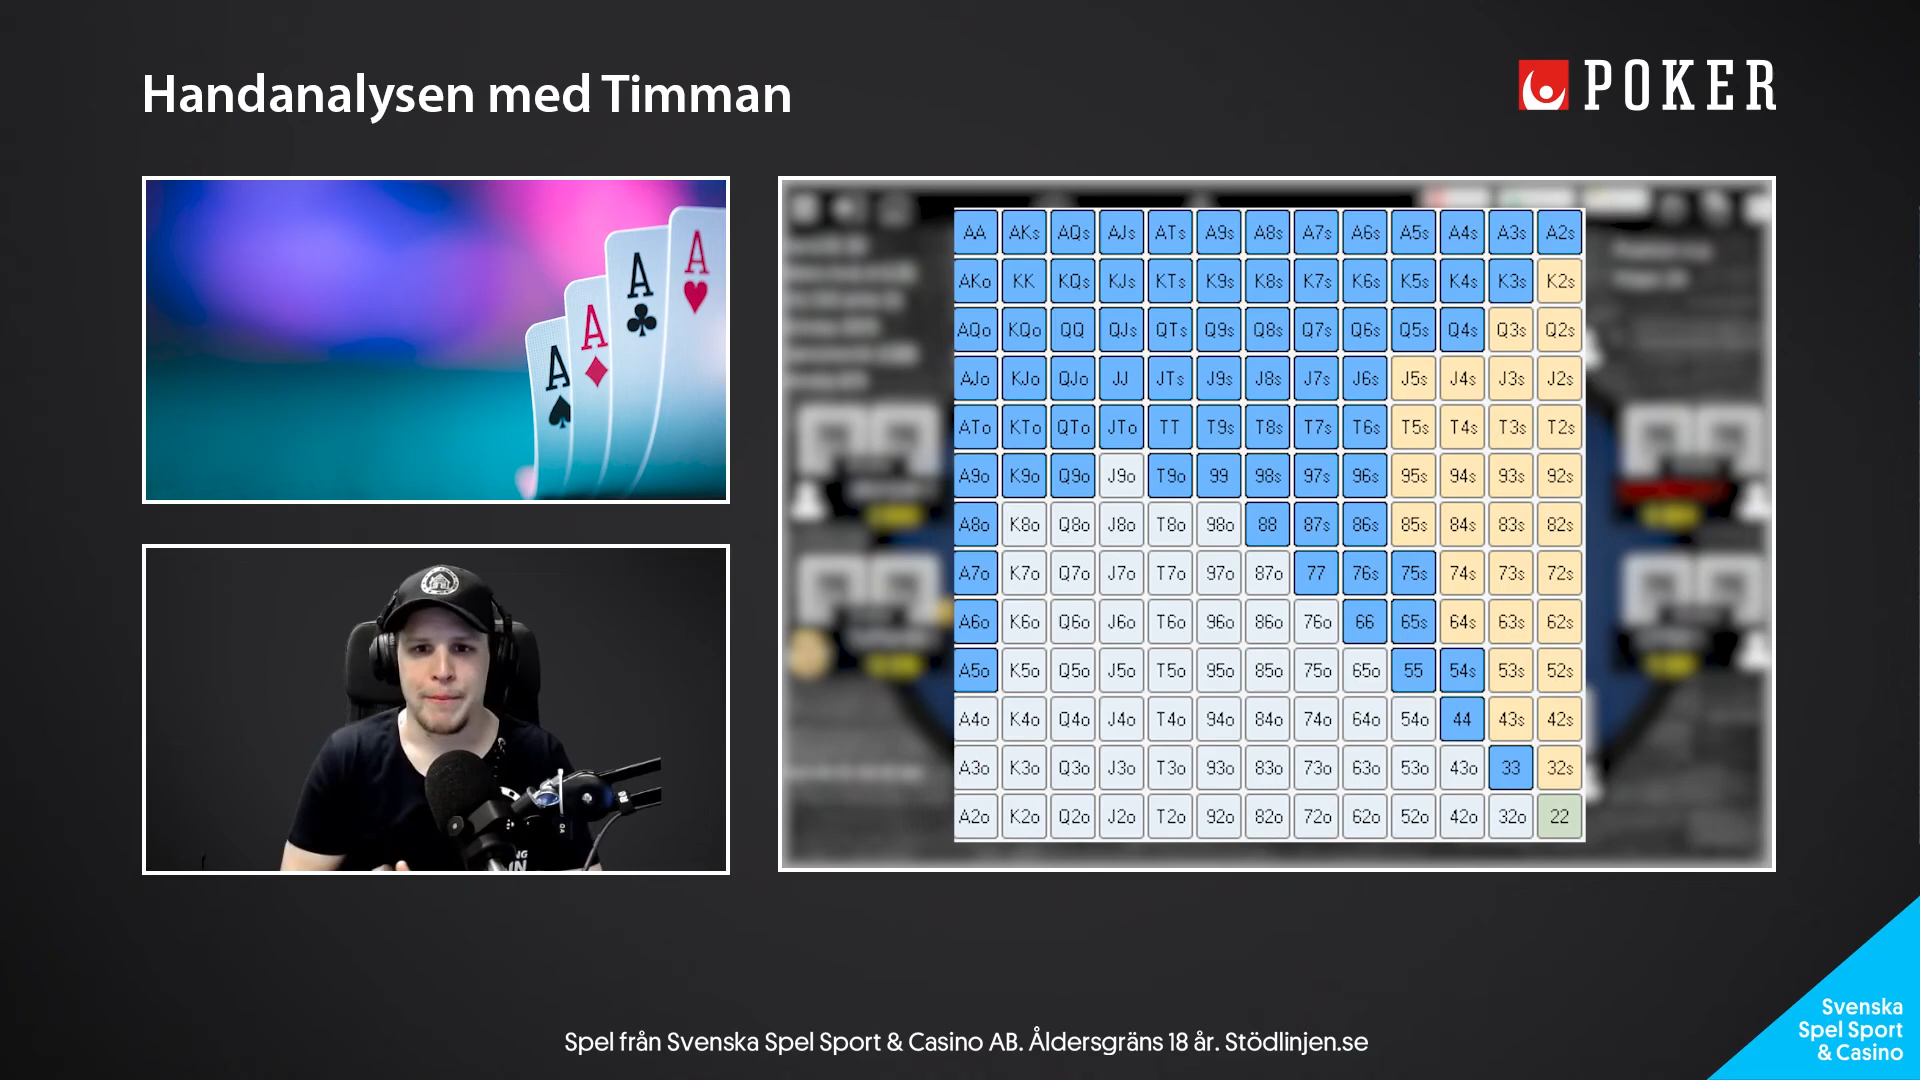 Handanalysen med Timman
POKER
A A A A
AA AKs AQs AJs ATs A9s A8s A7s A6s A5s A4s A3s A2s
AKo KK KQs KJs KTs K9s K8s K7s K6s K5s K4s K3s K2s
AQo KQo QQ QJs QTs Q9s Q8s Q7s Q6s Q5s Q4s Q3s Q2s
AJo KJo QJo JJ JTs J9s J8s J7s J6s J5s J4s J3s J2s
ATo KTo QTo JTo TT T9s T8s T7s T6s T5s T4s T3s T2s
A9o K9o Q9o J9o T9o 99 98s 97s 96s 95s 94s 93s 92s
A8o K8o Q8o J8o T8o 98o 88 87s 86s 85s 84s 83s 82s
A7o K7o Q7o J7o T7o 97o 87o 77 76s 75s 74s 73s 72s
A6o K6o Q6o J6o T6o 96o 86o 76o 66 65s 64s 63s 62s
A5o K5o Q5o J5o T5o 95o 85o 75o 65o 55 54s 53s 52s
A4o K4o Q4o J4o T4o 94o 84o 74o 64o 54o 44 43s 42s
A3o K3o Q3o J3o T3o 93o 83o 73o 63o 53o 43o 33 32s
A2o K2o Q2o J2o T2o 92o 82o 72o 62o 52o 42o 32o 22
Spel från Svenska Spel Sport & Casino AB. Åldersgräns 18 år. Stödlinjen.se
Svenska
Spel Sport
& Casino